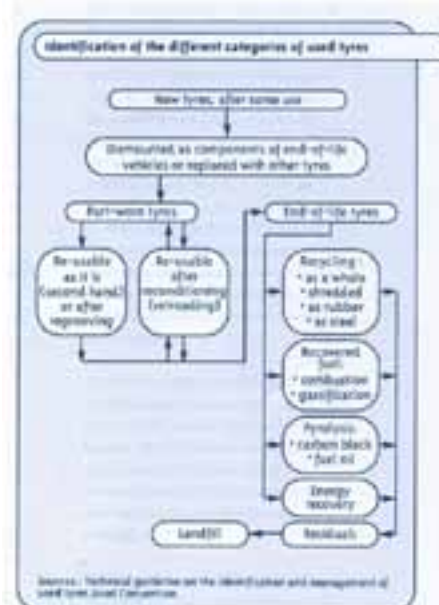 Identification of the different categories of used tyres
New tyres, after some use
Dismounted as components of end-of-life
vehicles or replaced with other tyres
Part-worn tyres
End-of-life tyres
Re-usable
as it is
(second hand)
or after
regrooving
Re-usable
after
reconditioning
(retreading)
Recycling:
* as a whole
* shredded
* as rubber
* as steel
Recovered
fuel:
* combustion
* gasification
Pyrolysis:
* carbon black
* fuel oil
Energy
recovery
Landfill
Residuals
Source: Technical guideline on the identification and management of
used tyres Basel Convention